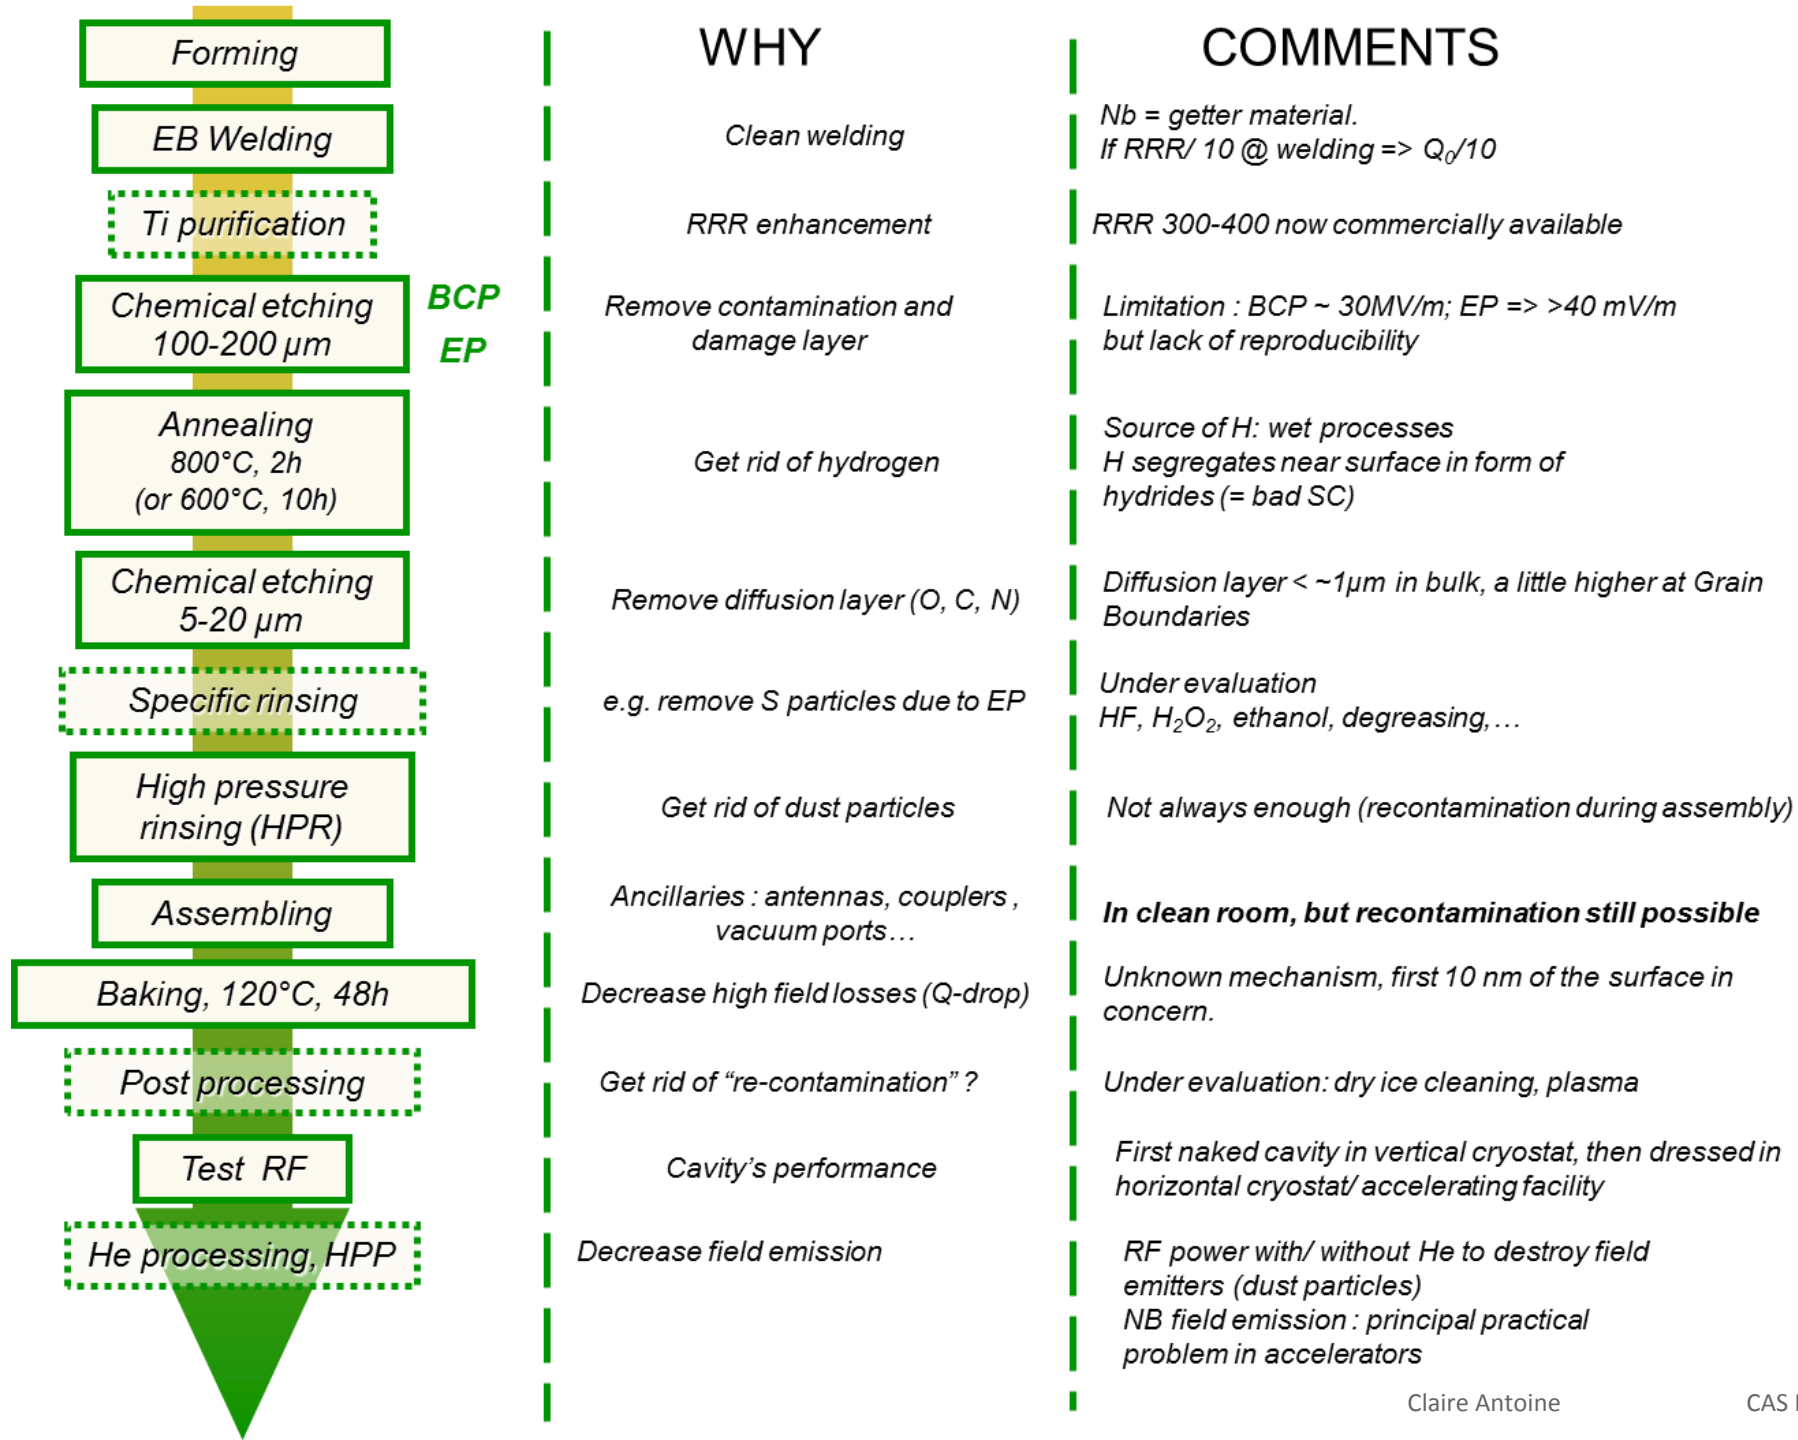 WHY
COMMENTS
Forming
EB Welding
Clean welding
Nb = getter material.
If RRR/ 10 @ welding => Q0/10
Ti purification
RRR enhancement
RRR 300-400 now commercially available
Chemical etching
100-200 µm
BCP
EP
Remove contamination and
damage layer
Limitation : BCP ~ 30MV/m; EP => >40 mV/m
but lack of reproducibility
Annealing
800°C, 2h
(or 600°C, 10h)
Get rid of hydrogen
Source of H: wet processes
H segregates near surface in form of
hydrides (= bad SC)
Chemical etching
5-20 µm
Remove diffusion layer (O, C, N)
Diffusion layer < ~1µm in bulk, a little higher at Grain
Boundaries
Specific rinsing
e.g. remove S particles due to EP
Under evaluation
HF, H2O2, ethanol, degreasing,…
High pressure
rinsing (HPR)
Get rid of dust particles
Not always enough (recontamination during assembly)
Assembling
Ancillaries : antennas, couplers ,
vacuum ports…
In clean room, but recontamination still possible
Baking, 120°C, 48h
Decrease high field losses (Q-drop)
Unknown mechanism, first 10 nm of the surface in
concern.
Post processing
Get rid of “re-contamination” ?
Under evaluation: dry ice cleaning, plasma
Test RF
Cavity’s performance
First naked cavity in vertical cryostat, then dressed in
horizontal cryostat/ accelerating facility
He processing, HPP
Decrease field emission
RF power with/ without He to destroy field
emitters (dust particles)
NB field emission : principal practical
problem in accelerators
Claire Antoine
CAS